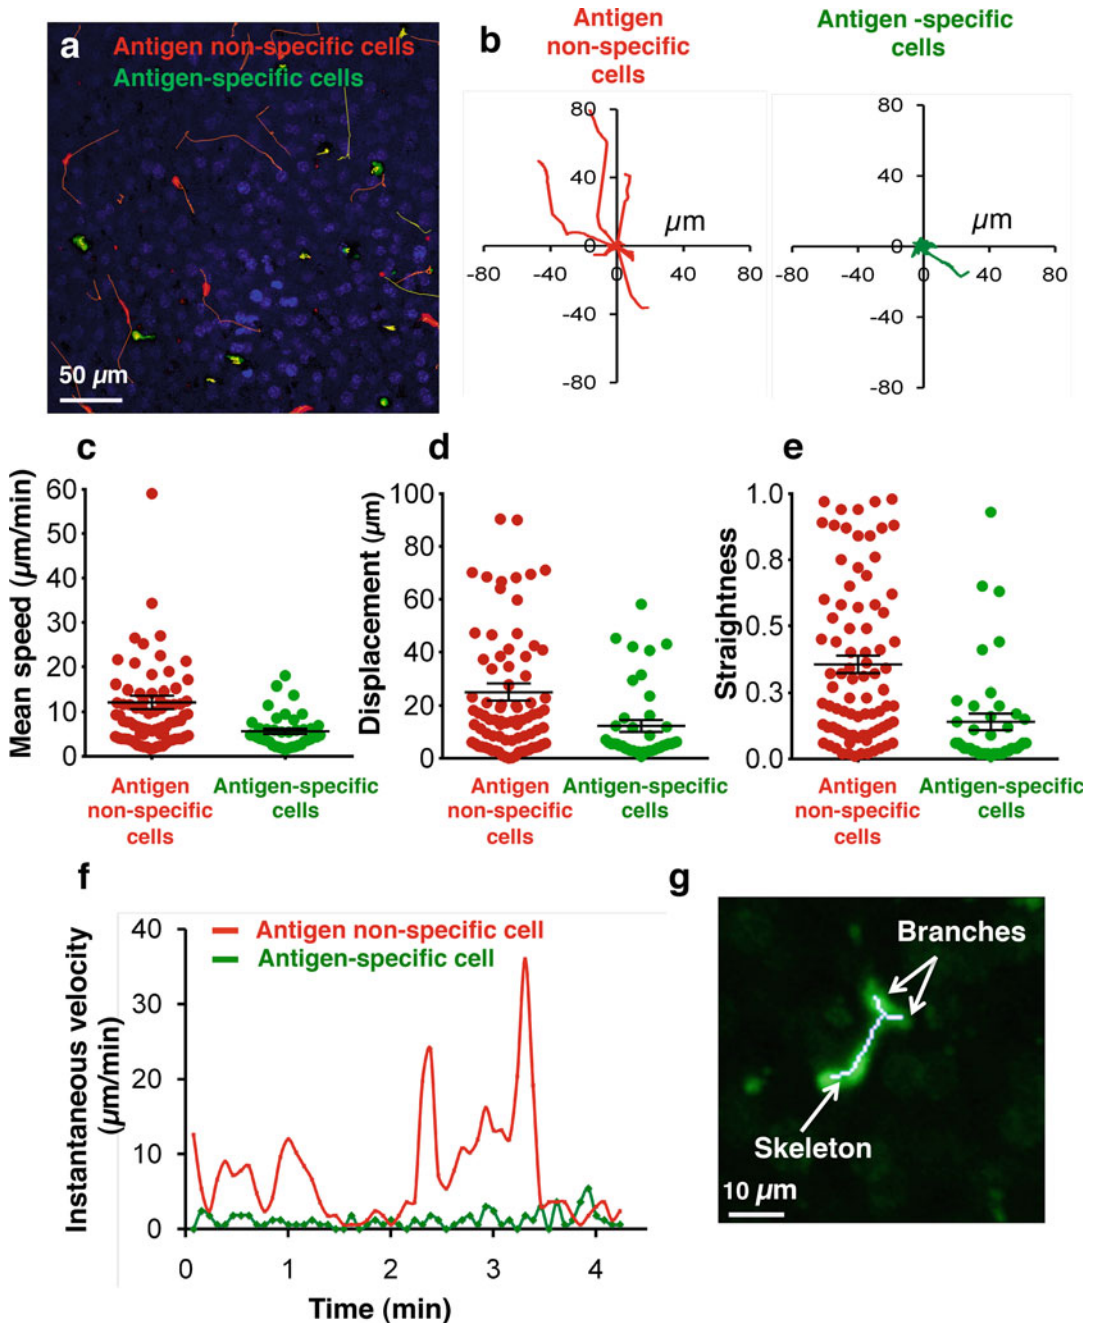 a
Antigen non-specific cells
Antigen-specific cells
50 µm
b
Antigen
non-specific
cells
80
40
µm
-80
-40
0
0
40
80
-40
-80
Antigen -specific
cells
80
40
µm
-80
-40
0
0
40
80
-40
-80
c
Mean speed (µm/min)
60
50
40
30
20
10
0
Antigen
non-specific
cells
Antigen-specific
cells
d
Displacement (µm)
100
80
60
40
20
0
Antigen
non-specific
cells
Antigen-specific
cells
e
Straightness
1.0
0.8
0.5
0.3
0.0
Antigen
non-specific
cells
Antigen-specific
cells
f
Instantaneous velocity
(µm/min)
40
30
20
10
0
Antigen non-specific cell
Antigen-specific cell
0
1
2
3
4
Time (min)
g
Branches
Skeleton
10 µm